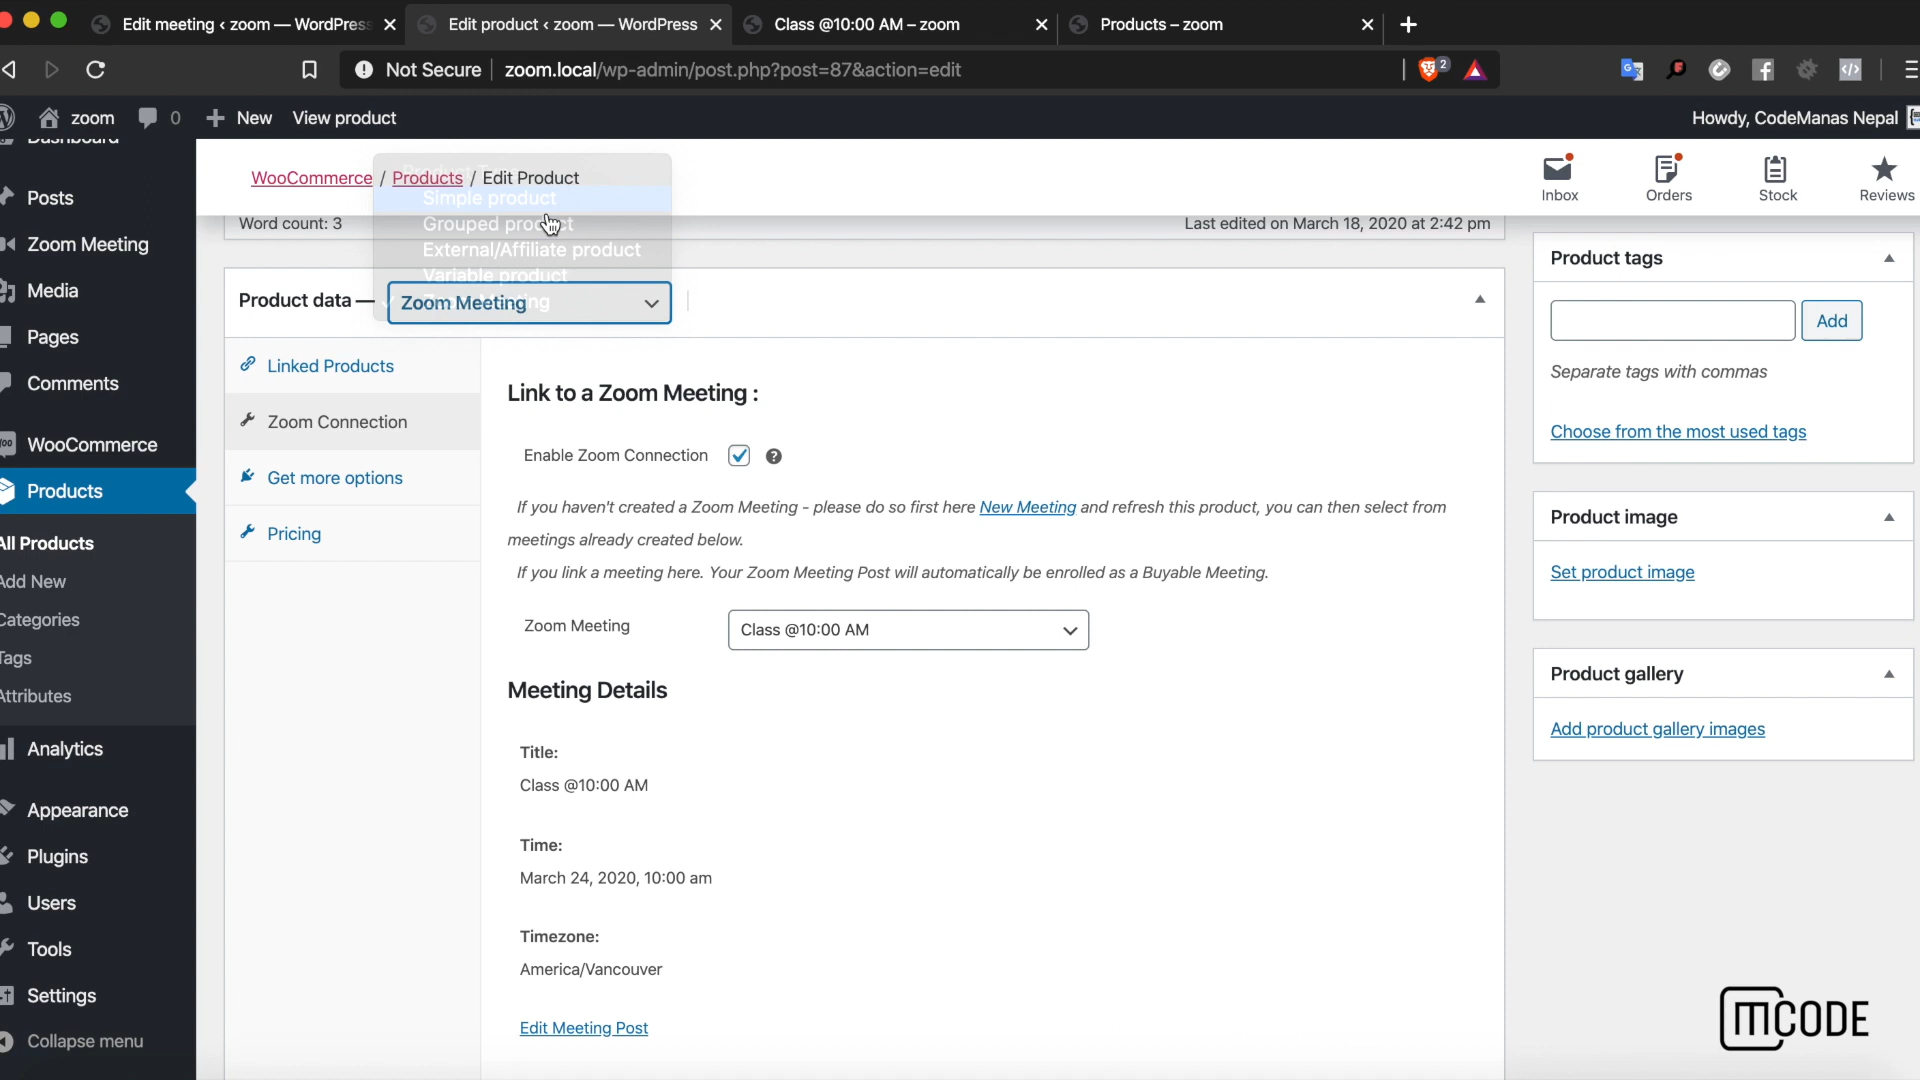 Edit meeting ‹ zoom — WordPress
Edit product ‹ zoom — WordPress
Class @10:00 AM – zoom
Products – zoom
Not Secure
zoom.local/wp-admin/post.php?post=87&action=edit
2
zoom
0
New
View product
Howdy, CodeManas Nepal
Dashboard
Posts
Zoom Meeting
Media
Pages
Comments
WooCommerce
Products
All Products
Add New
Categories
Tags
Attributes
Analytics
Appearance
Plugins
Users
Tools
Settings
Collapse menu
WooCommerce / Products / Edit Product
Inbox
Orders
Stock
Reviews
Simple product
Grouped product
External/Affiliate product
Variable product
Word count: 3
Last edited on March 18, 2020 at 2:42 pm
Product data — Zoom Meeting
Linked Products
Zoom Connection
Get more options
Pricing
Link to a Zoom Meeting :
Enable Zoom Connection
If you haven't created a Zoom Meeting - please do so first here New Meeting and refresh this product, you can then select from
meetings already created below.
If you link a meeting here. Your Zoom Meeting Post will automatically be enrolled as a Buyable Meeting.
Zoom Meeting
Class @10:00 AM
Meeting Details
Title:
Class @10:00 AM
Time:
March 24, 2020, 10:00 am
Timezone:
America/Vancouver
Edit Meeting Post
Product tags
Add
Separate tags with commas
Choose from the most used tags
Product image
Set product image
Product gallery
Add product gallery images
mCODE